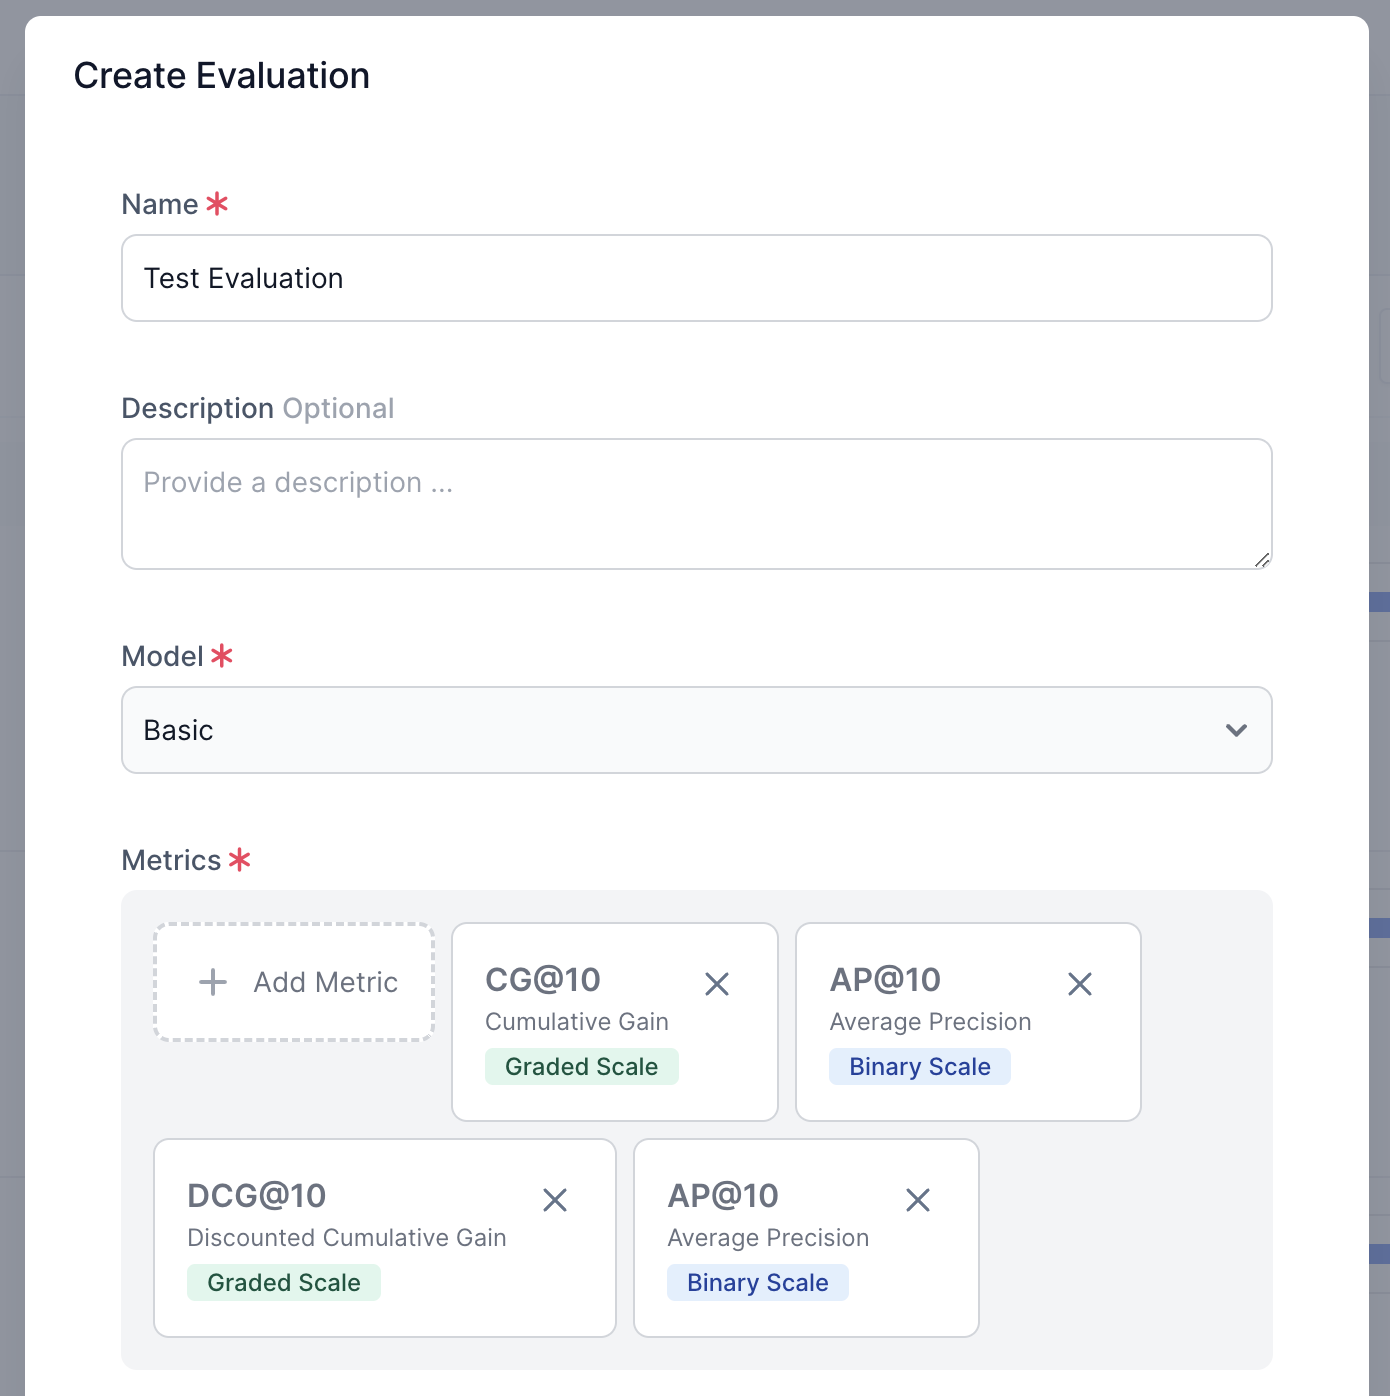 Create Evaluation
Name *
Test Evaluation
Description Optional
Provide a description ...
Model *
Basic
Metrics *
Add Metric
CG@10
Cumulative Gain
Graded Scale
AP@10
Average Precision
Binary Scale
DCG@10
Discounted Cumulative Gain
Graded Scale
AP@10
Average Precision
Binary Scale